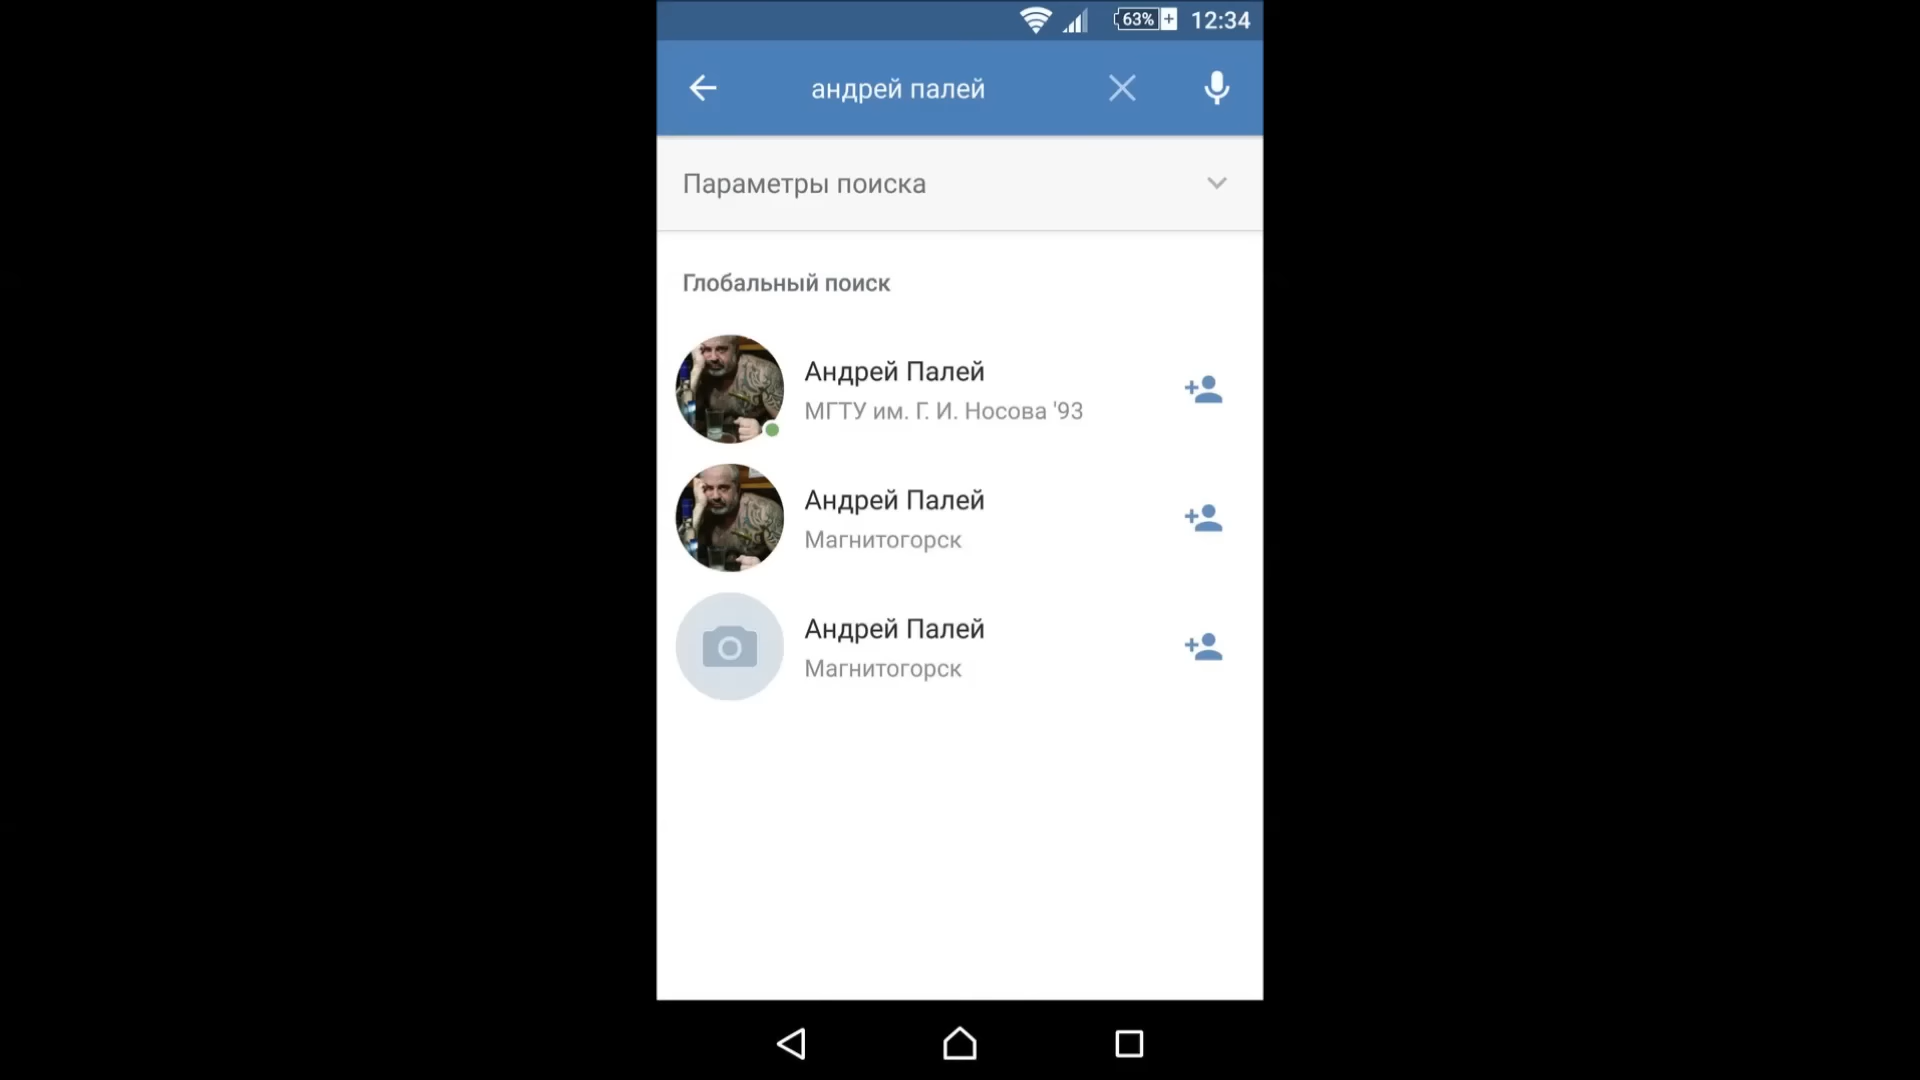 63% 12:34
андрей палей
Параметры поиска
Глобальный поиск
Андрей Палей
МГТУ им. Г. И. Носова '93
Андрей Палей
Магнитогорск
Андрей Палей
Магнитогорск